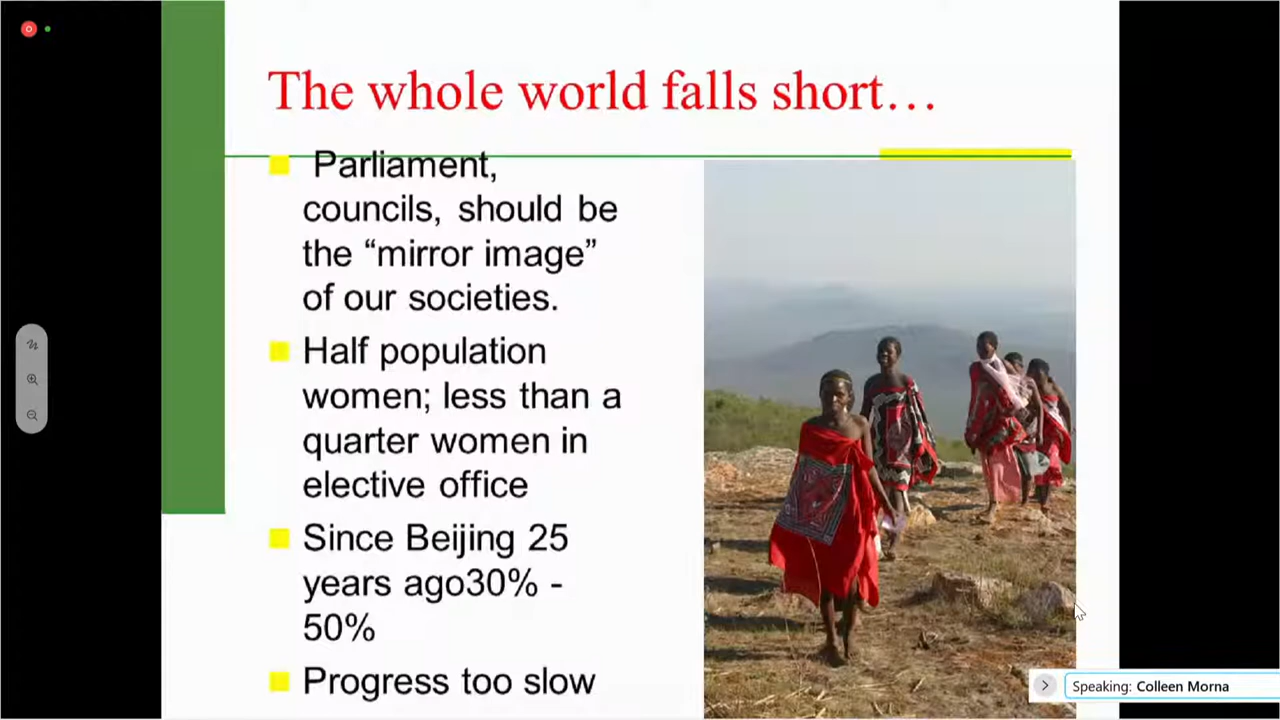 The whole world falls short…
Parliament,
councils, should be
the “mirror image”
of our societies.
Half population
women; less than a
quarter women in
elective office
Since Beijing 25
years ago30% -
50%
Progress too slow
Speaking: Colleen Morna